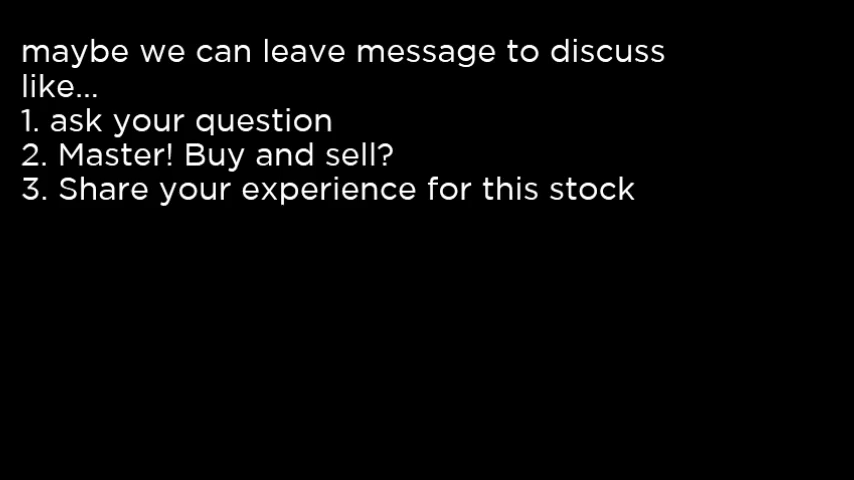 maybe we can leave message to discuss
like...
1. ask your question
2. Master! Buy and sell?
3. Share your experience for this stock